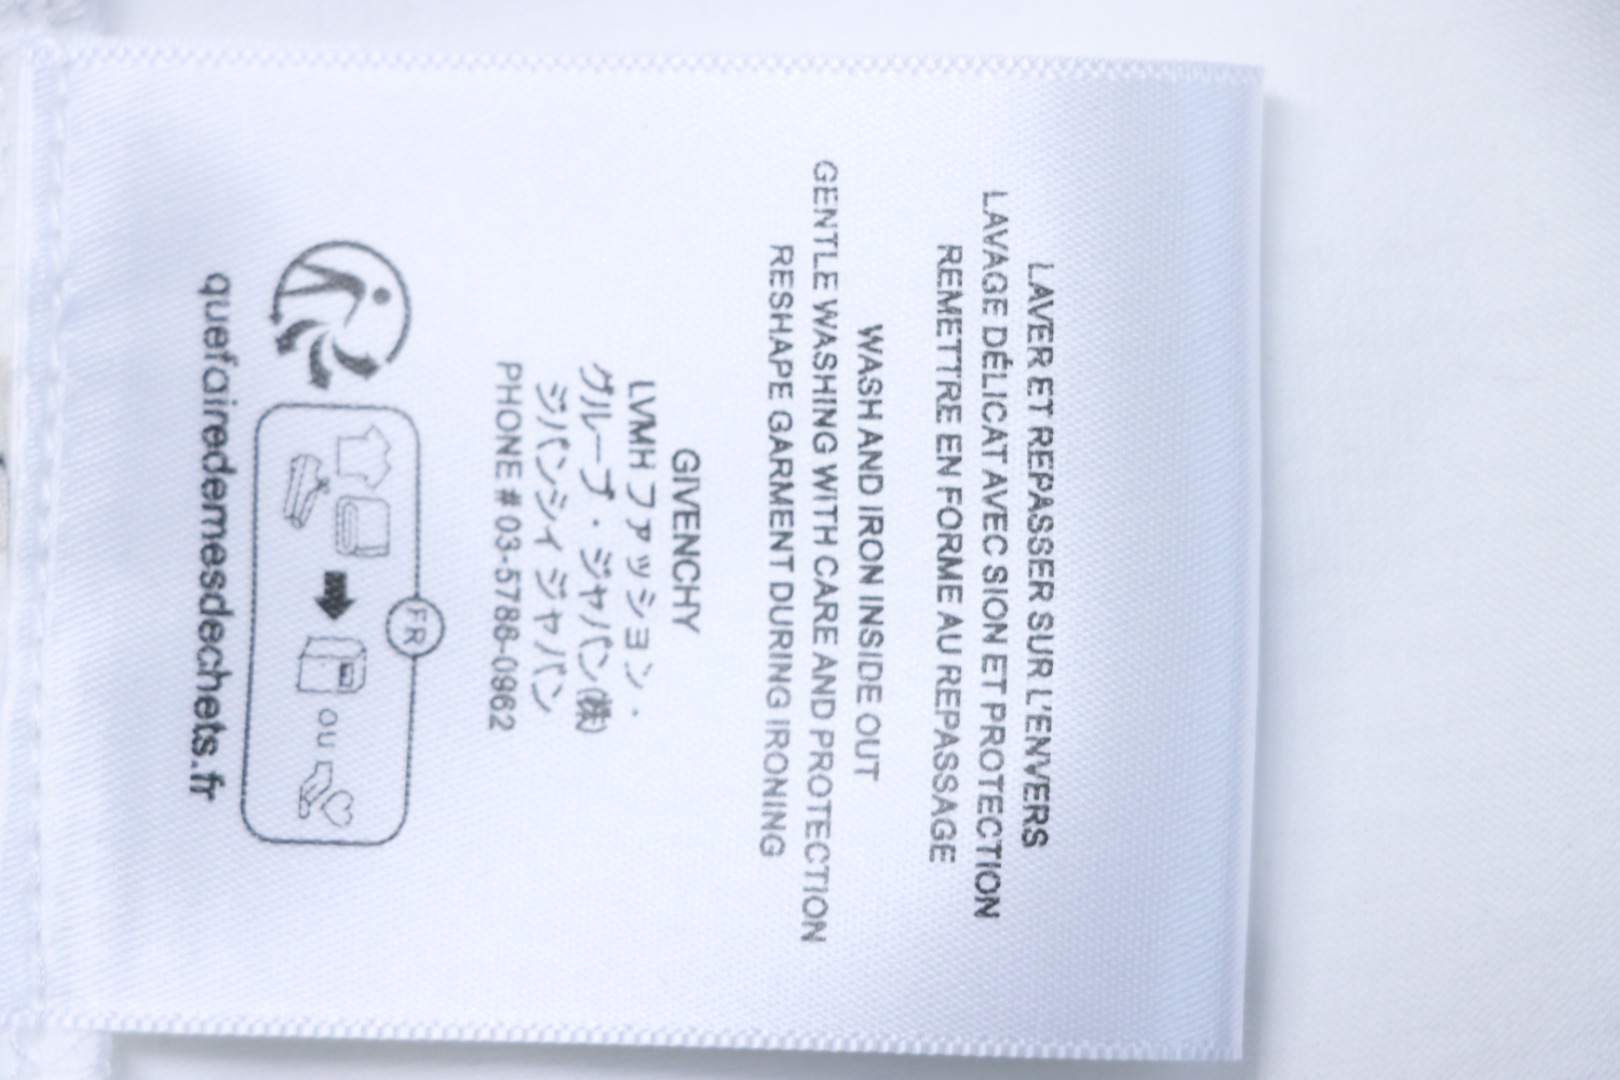 LAVER ET REPASSER SUR L'ENVERS
LAVAGE DÉLICAT AVEC SION ET PROTECTION
REMETTRE EN FORME AU REPASSAGE
WASH AND IRON INSIDE OUT
GENTLE WASHING WITH CARE AND PROTECTION
RESHAPE GARMENT DURING IRONING
GIVENCHY
LVMH ファッション・
グループ・ジャパン㈱
ジバンシィ ジャパン
PHONE # 03-5786-0962
FR
ou
quefairedemesdechets.fr